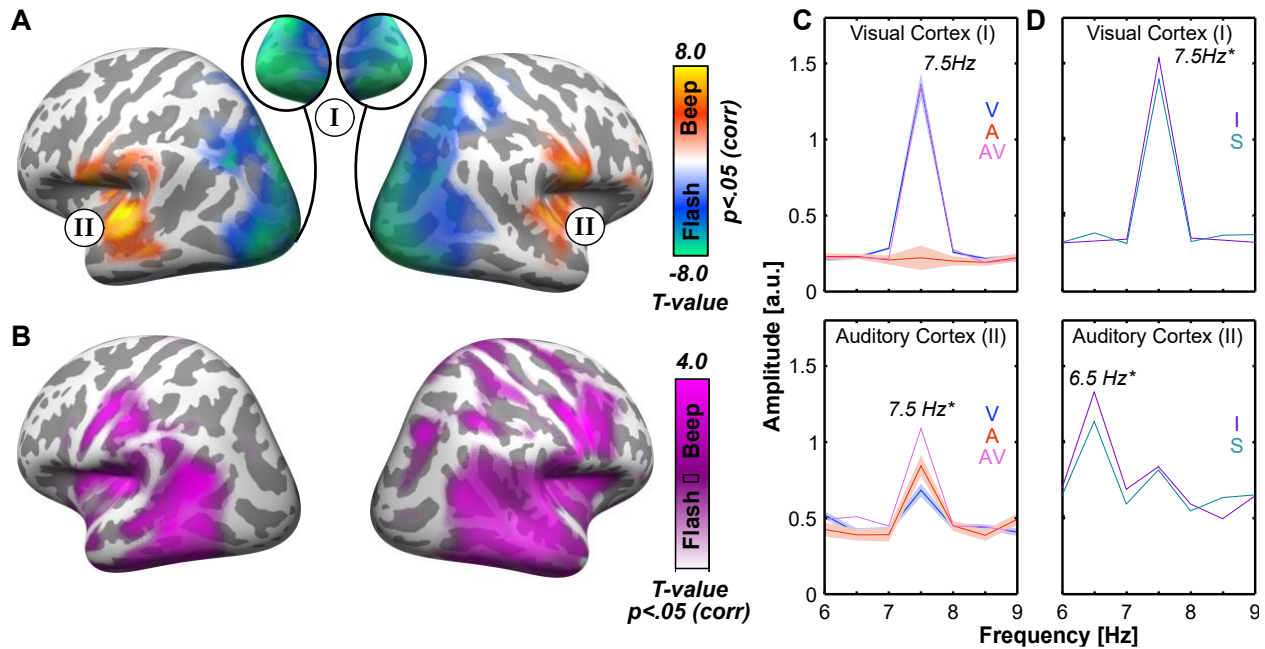 A
I
II
II
8.0
Flash Beep
p<.05 (corr)
-8.0
T-value
B
4.0
Flash ▯ Beep
T-value
p<.05 (corr)
C
Visual Cortex (I)
7.5Hz
V
A
AV
1.5
1
0.5
0
Auditory Cortex (II)
7.5 Hz*
V
A
AV
1.5
1
0.5
0
6 7 8 9
Amplitude [a.u.]
D
Visual Cortex (I)
7.5Hz*
I
S
Auditory Cortex (II)
6.5 Hz*
I
S
6 7 8 9
Frequency [Hz]